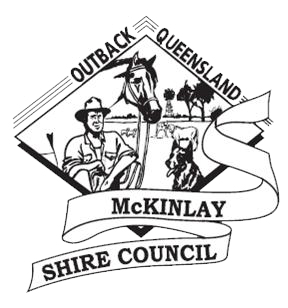 OUTBACK QUEENSLAND
McKINLAY
SHIRE COUNCIL